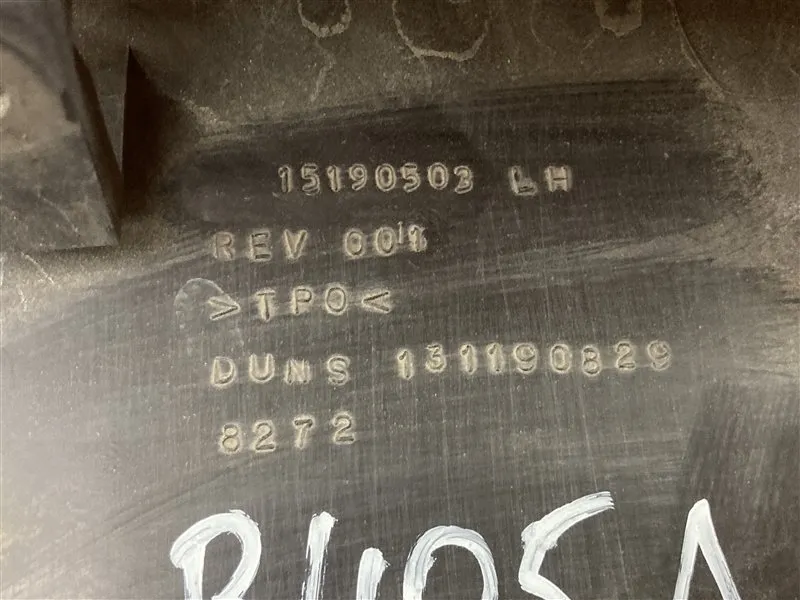 15190503 LH
REV 001
>TPO<
DUNS 131190829
8272